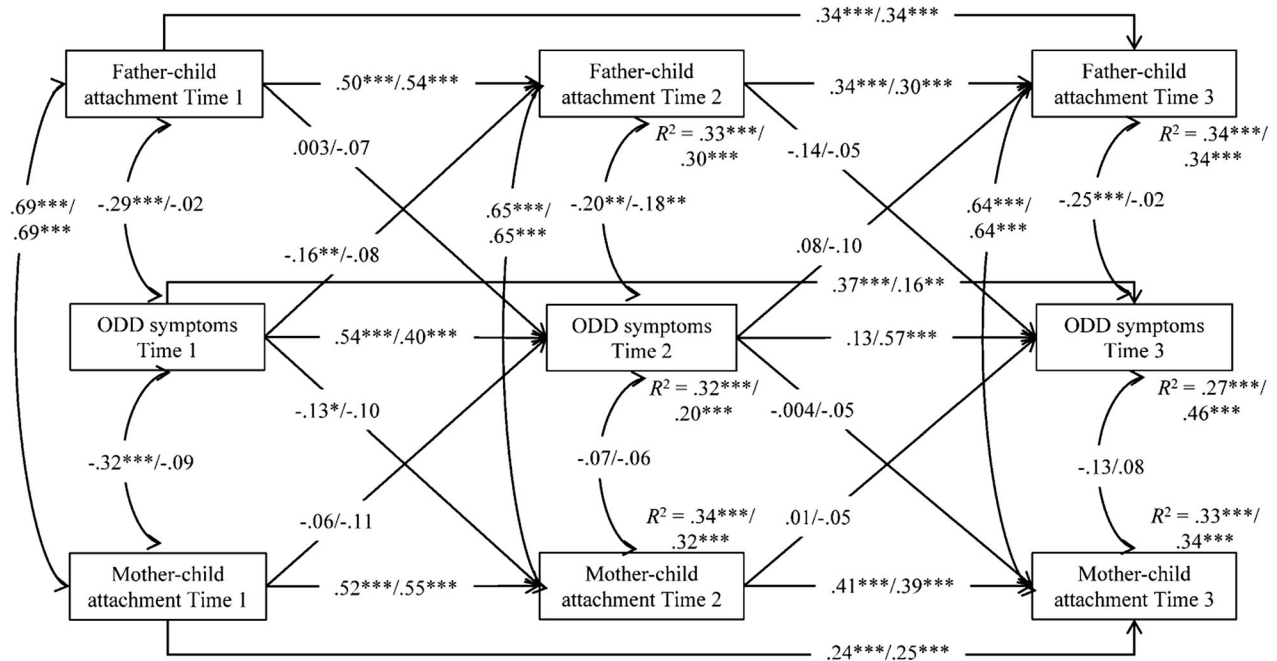 .34***/.34***
Father-child
attachment Time 1
.50***/.54***
Father-child
attachment Time 2
.34***/.30***
Father-child
attachment Time 3
R² = .33***/
.30***
R² = .34***/
.34***
.003/-.07
-.14/-.05
.69***/
.69***
-.29***/-.02
.65***/
.65***
-.20**/-.18**
.64***/
.64***
-.25***/-.02
-.16**/-.08
.08/-.10
.37***/.16**
ODD symptoms
Time 1
.54***/.40***
ODD symptoms
Time 2
.13/.57***
ODD symptoms
Time 3
R² = .32***/
.20***
R² = .27***/
.46***
-.13*/-.10
-.004/-.05
-.32***/-.09
-.07/-.06
-.13/.08
-.06/-.11
.01/-.05
R² = .34***/
.32***
R² = .33***/
.34***
Mother-child
attachment Time 1
.52***/.55***
Mother-child
attachment Time 2
.41***/.39***
Mother-child
attachment Time 3
.24***/.25***